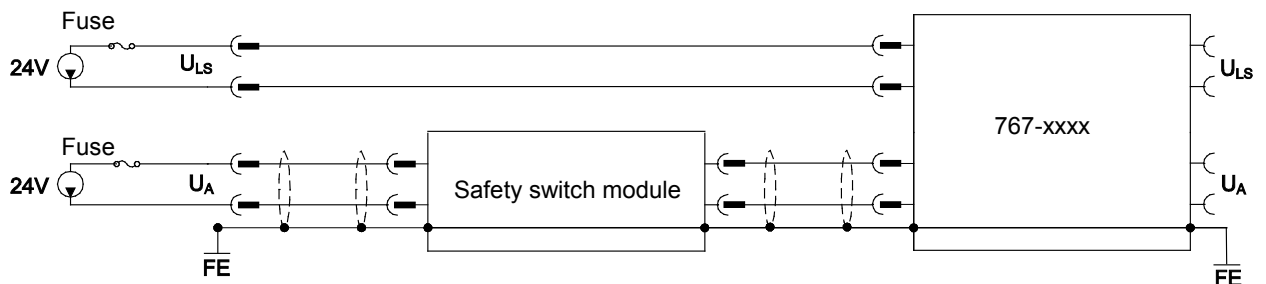 Fuse
24V
ULS
767-xxxx
ULS
Fuse
24V
UA
Safety switch module
UA
FE
FE